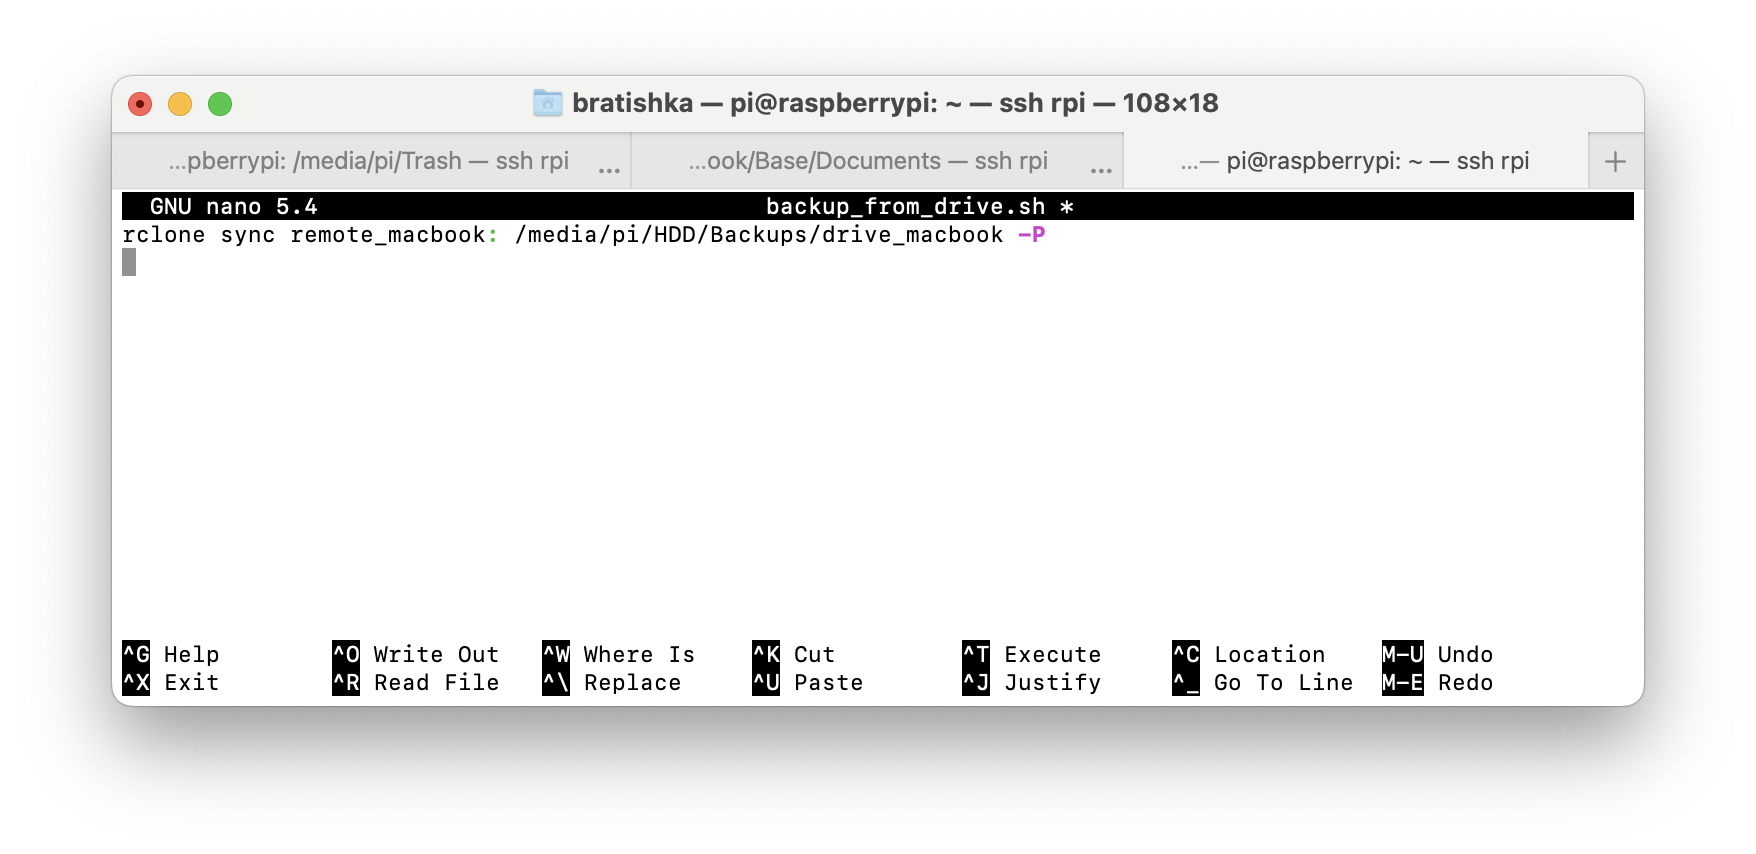 bratishka — pi@raspberrypi: ~ — ssh rpi — 108×18
...pberrypi: /media/pi/Trash — ssh rpi ... ...ook/Base/Documents — ssh rpi ... ...— pi@raspberrypi: ~ — ssh rpi +
GNU nano 5.4 backup_from_drive.sh *
rclone sync remote_macbook: /media/pi/HDD/Backups/drive_macbook -P
^G Help ^O Write Out ^W Where Is ^K Cut ^T Execute ^C Location M-U Undo
^X Exit ^R Read File ^\ Replace ^U Paste ^J Justify ^_ Go To Line M-E Redo